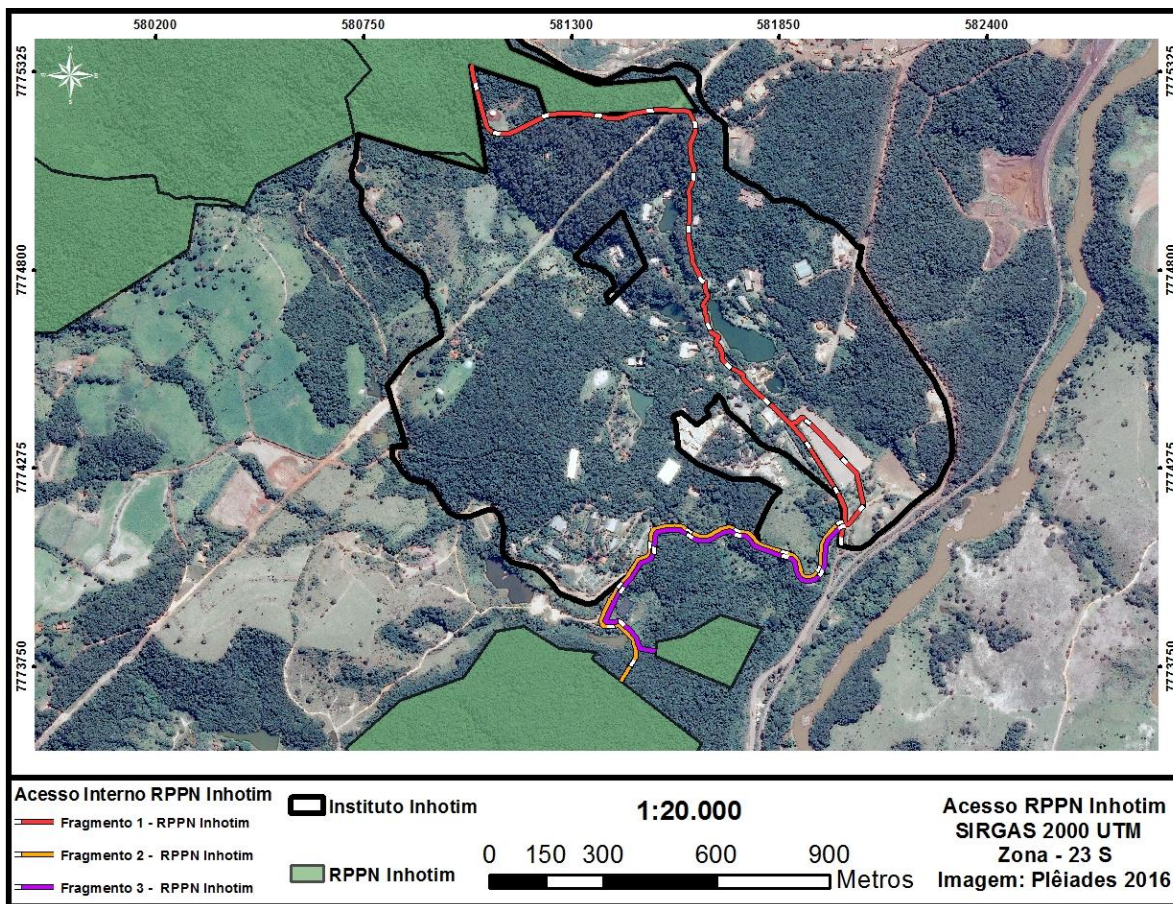 580200 580750 581300 581850 582400
7775325 7775325
N
7774800 7774800
7774275 7774275
7773750 7773750
Acesso Interno RPPN Inhotim
Fragmento 1 - RPPN Inhotim
Fragmento 2 - RPPN Inhotim
Fragmento 3 - RPPN Inhotim
Instituto Inhotim
RPPN Inhotim
1:20.000
0 150 300 600 900
Metros
Acesso RPPN Inhotim
SIRGAS 2000 UTM
Zona - 23 S
Imagem: Plêiades 2016